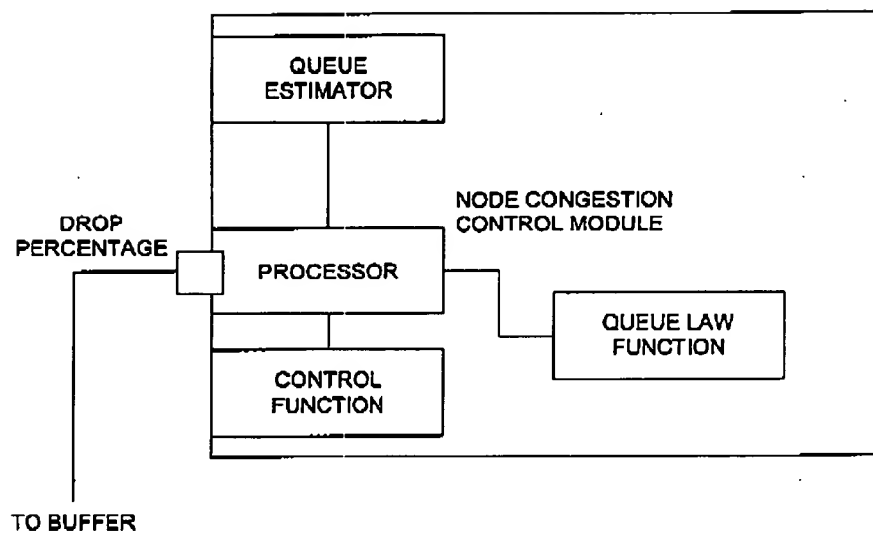 QUEUE
ESTIMATOR
NODE CONGESTION
CONTROL MODULE
DROP
PERCENTAGE
PROCESSOR
QUEUE LAW
FUNCTION
CONTROL
FUNCTION
TO BUFFER